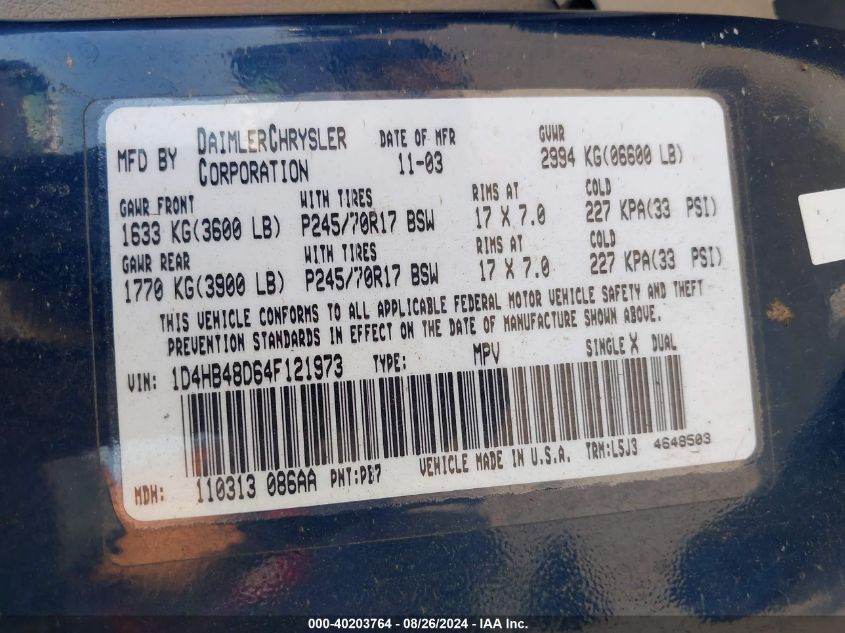 MFD BY DAIMLERCHRYSLER CORPORATION DATE OF MFR 11-03 GVWR 2994 KG(06600 LB)
GAWR FRONT WITH TIRES RIMS AT COLD
1633 KG(3600 LB) P245/70R17 BSW 17 X 7.0 227 KPA(33 PSI)
GAWR REAR WITH TIRES RIMS AT COLD
1770 KG(3900 LB) P245/70R17 BSW 17 X 7.0 227 KPA(33 PSI)
THIS VEHICLE CONFORMS TO ALL APPLICABLE FEDERAL MOTOR VEHICLE SAFETY AND THEFT
PREVENTION STANDARDS IN EFFECT ON THE DATE OF MANUFACTURE SHOWN ABOVE.
VIN: 1D4HB48D64F121973 TYPE: MPV SINGLE X DUAL
MDH: 110313 086AA PNT: VEHICLE MADE IN U.S.A. TRM:L5J3 4648503
000-40203764 - 08/26/2024 - IAA Inc.